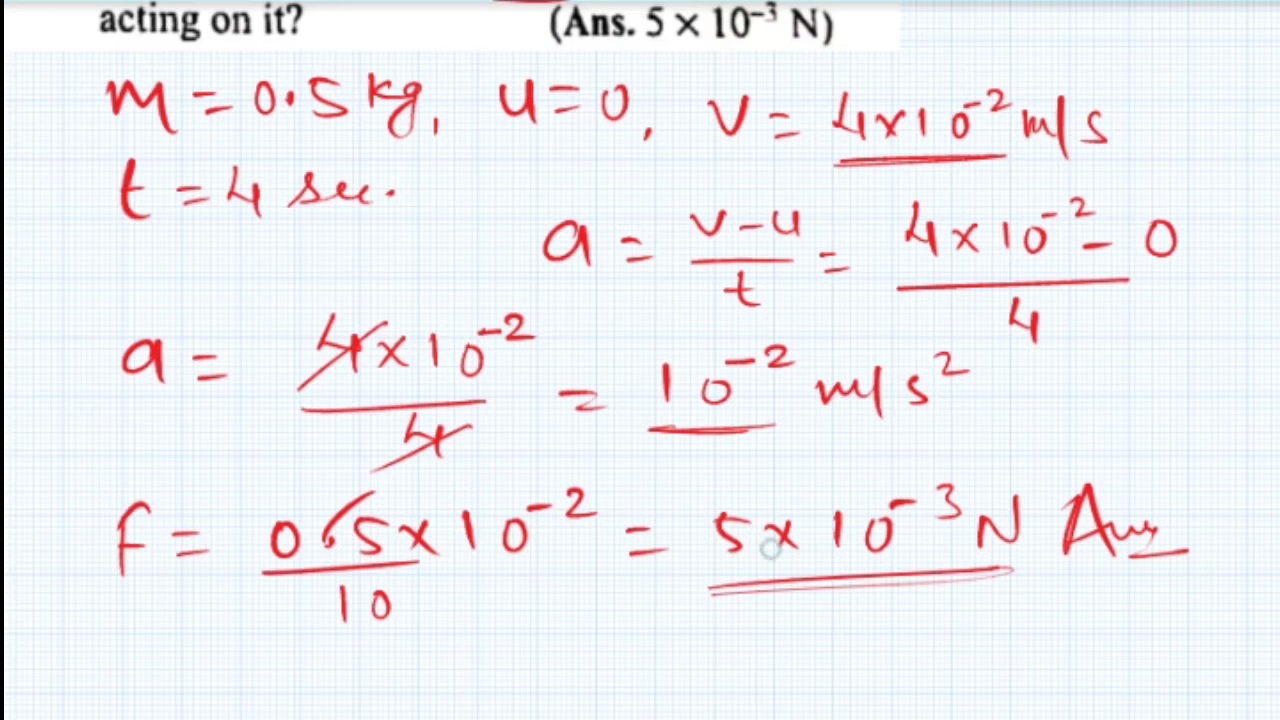 acting on it? (Ans. 5 × 10⁻³ N)
m = 0.5 kg, u = 0, v = 4×10⁻² m/s
t = 4 sec.
a = v-u / t = 4×10⁻² - 0 / 4
a = 4×10⁻² / 4 = 10⁻² m/s²
f = 0.5×10⁻² / 10 = 5×10⁻³ N Ans